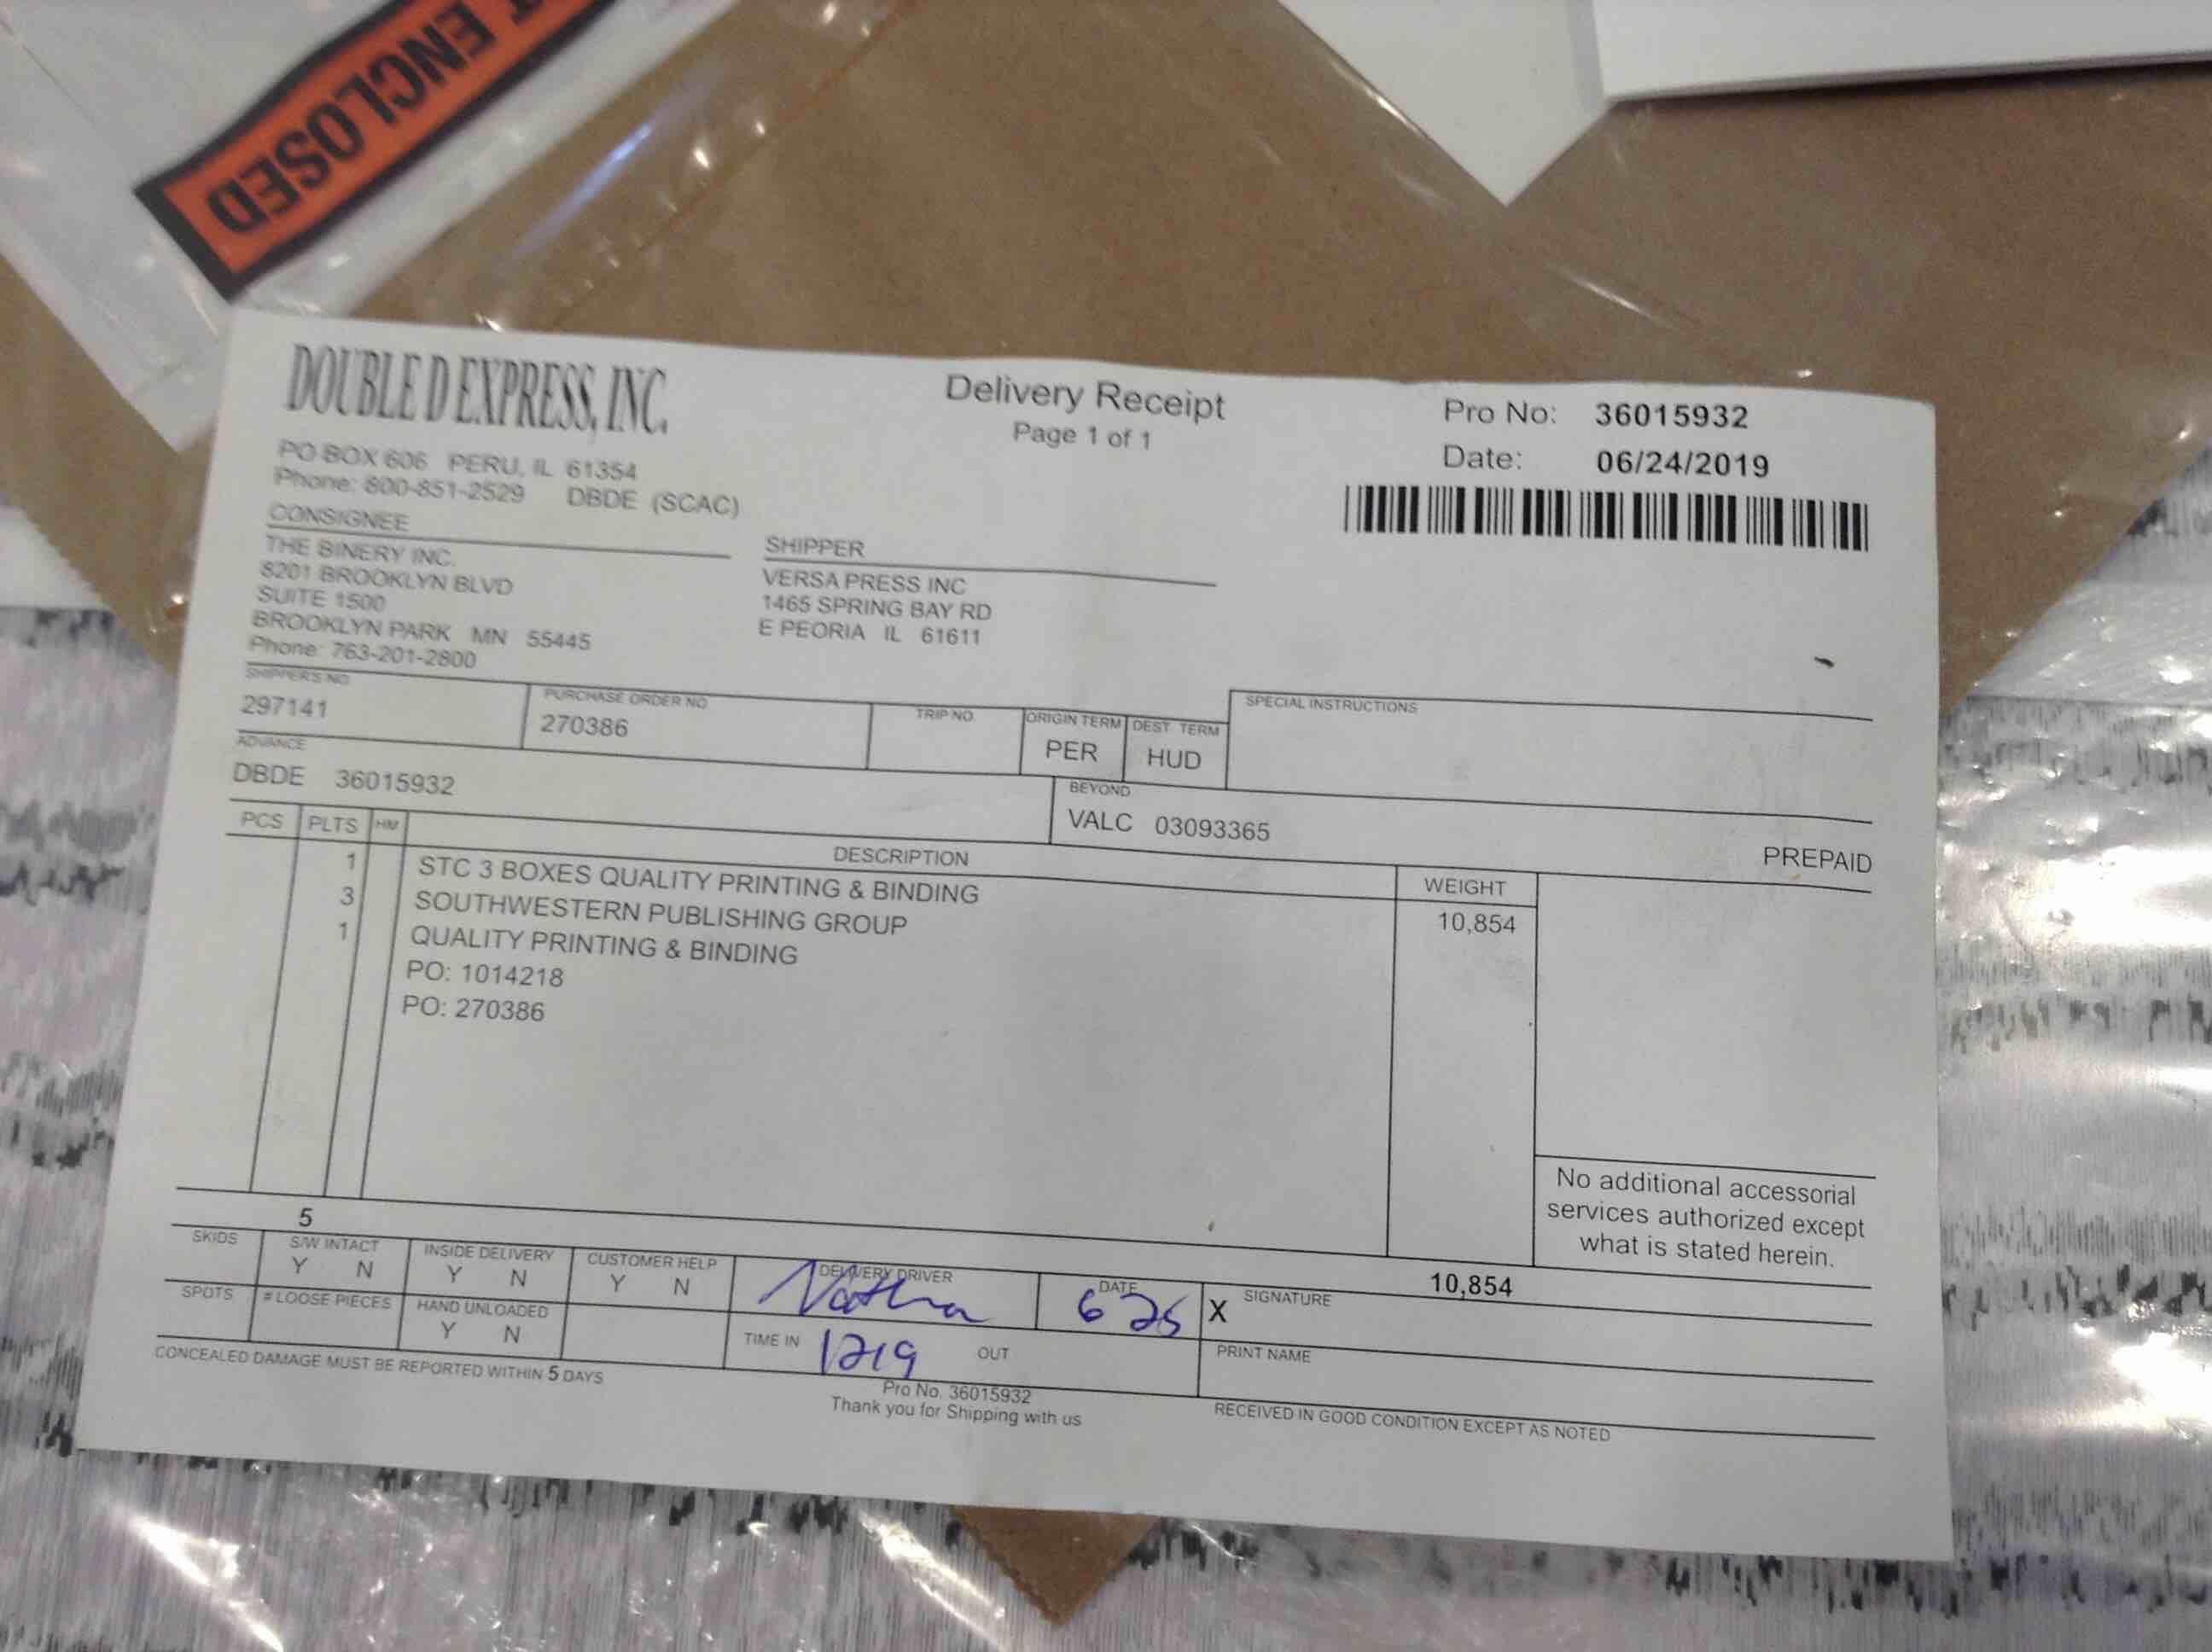 T ENCLOSED
DOUBLE D EXPRESS, INC.
PO BOX 606 PERU, IL 61354
Phone: 800-851-2529 DBDE (SCAC)
Delivery Receipt
Page 1 of 1
Pro No: 36015932
Date: 06/24/2019
CONSIGNEE
THE BINERY INC.
8201 BROOKLYN BLVD
SUITE 1500
BROOKLYN PARK MN 55445
Phone: 763-201-2800
SHIPPER
VERSA PRESS INC
1465 SPRING BAY RD
E PEORIA IL 61611
SHIPPER'S NO
297141
PURCHASE ORDER NO
270386
TRIP NO.
ORIGIN TERM
PER
DEST. TERM
HUD
SPECIAL INSTRUCTIONS
ADVANCE
DBDE 36015932
BEYOND
VALC 03093365
PREPAID
PCS PLTS HM DESCRIPTION WEIGHT
1 STC 3 BOXES QUALITY PRINTING & BINDING 10,854
3 SOUTHWESTERN PUBLISHING GROUP
1 QUALITY PRINTING & BINDING
PO: 1014218
PO: 270386
No additional accessorial
services authorized except
what is stated herein.
5 10,854
SKIDS
S/W INTACT
Y N
INSIDE DELIVERY
Y N
CUSTOMER HELP
Y N
DELIVERY DRIVER
Nathan
DATE
6 25
X SIGNATURE
SPOTS
# LOOSE PIECES
HAND UNLOADED
Y N
TIME IN 1219 OUT
PRINT NAME
CONCEALED DAMAGE MUST BE REPORTED WITHIN 5 DAYS
Pro No. 36015932
Thank you for Shipping with us
RECEIVED IN GOOD CONDITION EXCEPT AS NOTED